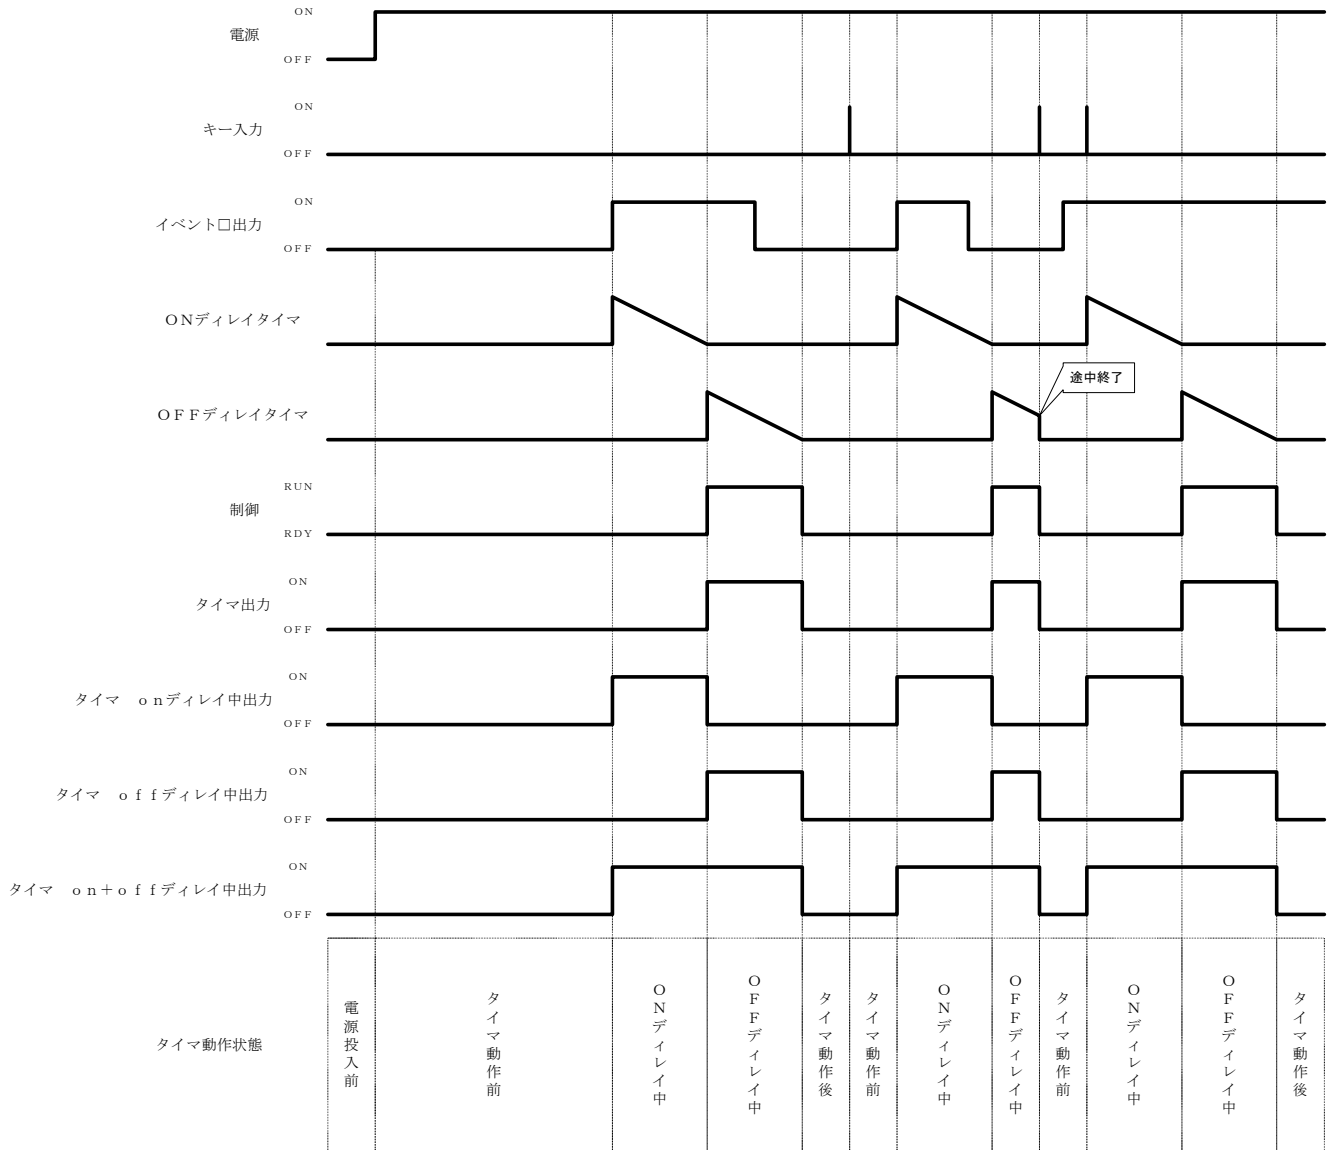 ON
電源
OFF
ON
キー入力
OFF
ON
イベント□出力
OFF
ONディレイタイマ
途中終了
OFFディレイタイマ
RUN
制御
RDY
ON
タイマ出力
OFF
ON
タイマ　onディレイ中出力
OFF
ON
タイマ　offディレイ中出力
OFF
ON
タイマ　on+offディレイ中出力
OFF
タイマ動作状態
電源投入前
タイマ動作前
ONディレイ中
OFFディレイ中
タイマ動作後
タイマ動作前
ONディレイ中
OFFディレイ中
タイマ動作前
ONディレイ中
OFFディレイ中
タイマ動作後